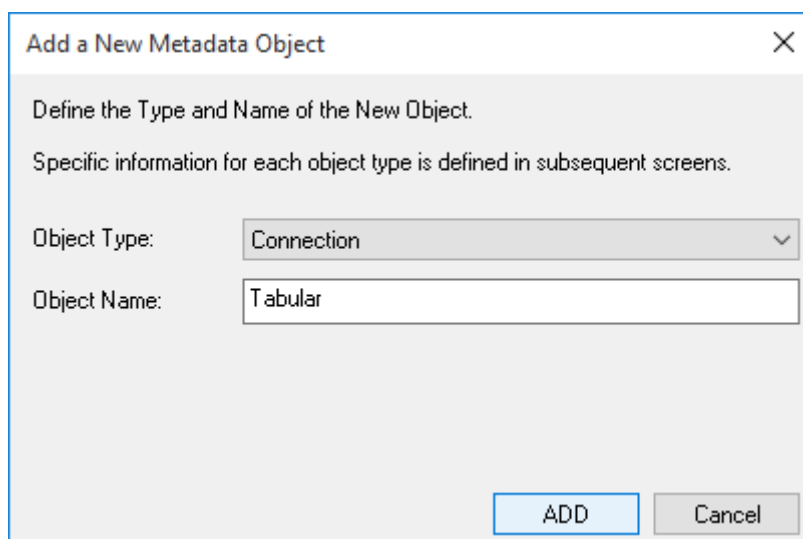 Add a New Metadata Object
Define the Type and Name of the New Object.
Specific information for each object type is defined in subsequent screens.
Object Type: Connection
Object Name: Tabular
ADD Cancel